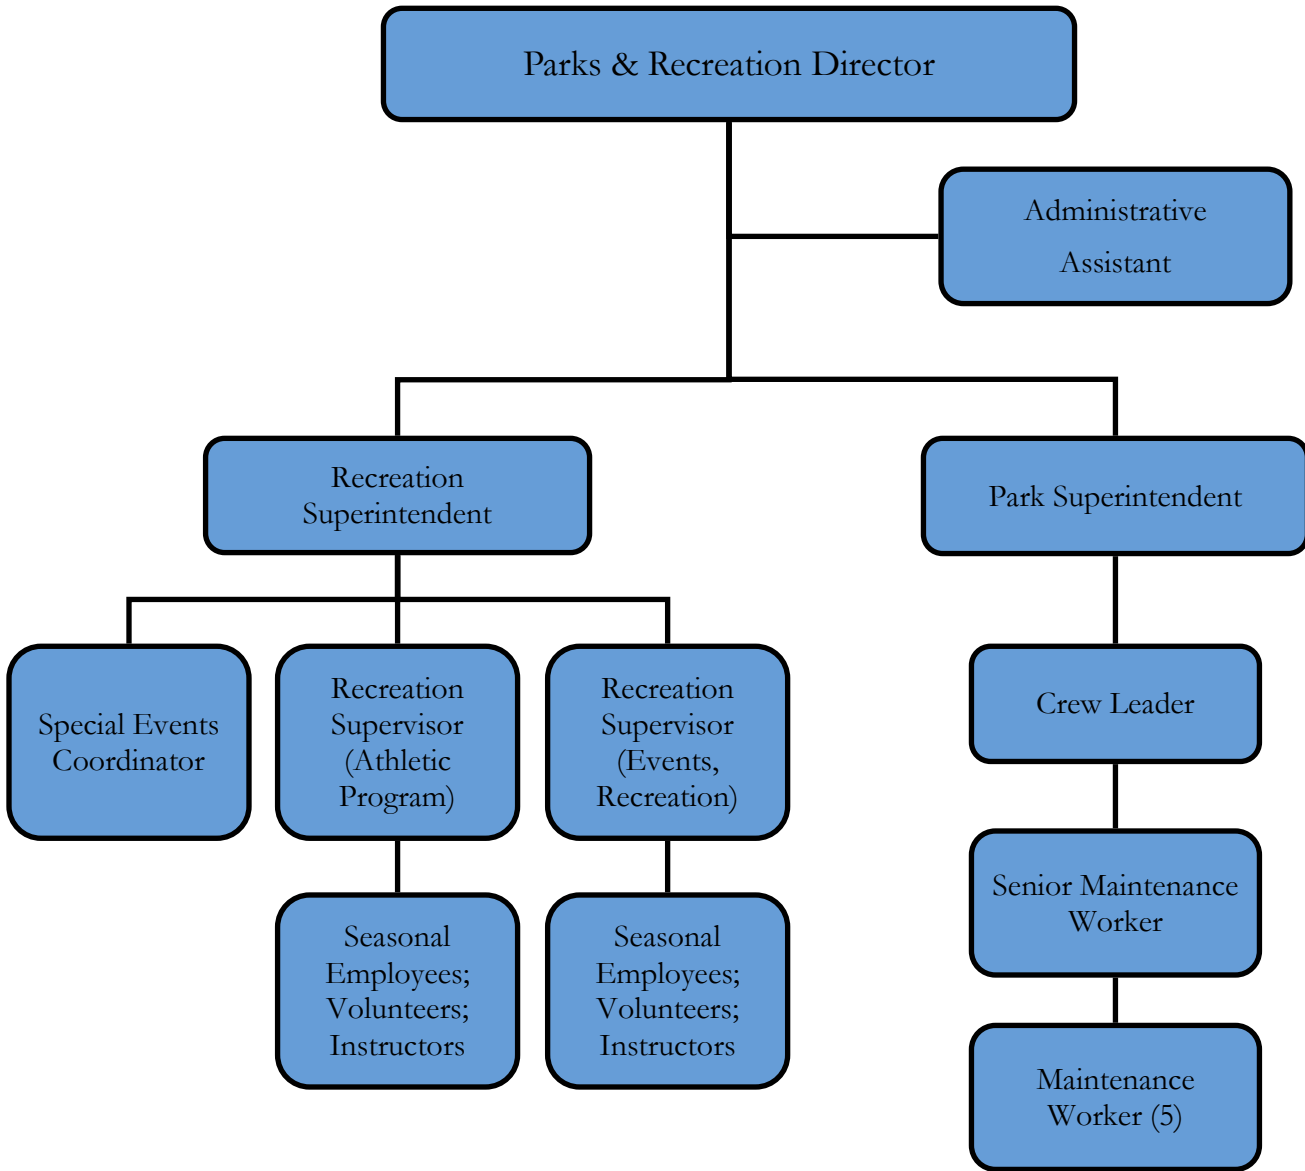 Parks & Recreation Director
Administrative
Assistant
Recreation
Superintendent
Park Superintendent
Special Events
Coordinator
Recreation
Supervisor
(Athletic
Program)
Recreation
Supervisor
(Events,
Recreation)
Crew Leader
Senior Maintenance
Worker
Seasonal
Employees;
Volunteers;
Instructors
Seasonal
Employees;
Volunteers;
Instructors
Maintenance
Worker (5)